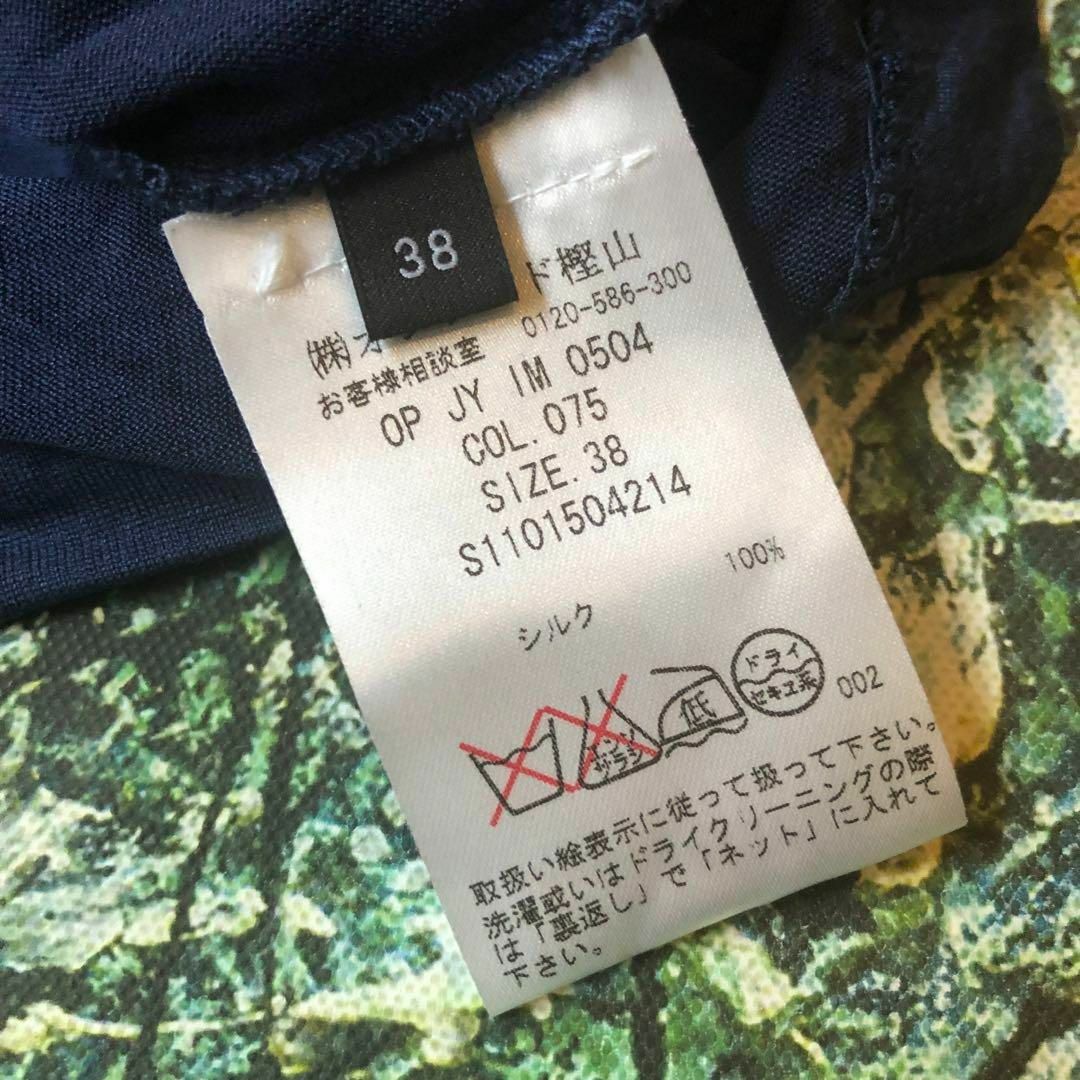 38
㈱オ ド樫山
お客様相談室 0120-586-300
OP JY IM 0504
COL. 075
SIZE. 38
S1101504214
100%
シルク
サラシ
低
ドライ
セキユ系
002
取扱い絵表示に従って扱って下さい。
洗濯或いはドライクリーニングの際
は「裏返し」で「ネット」に入れて
下さい。